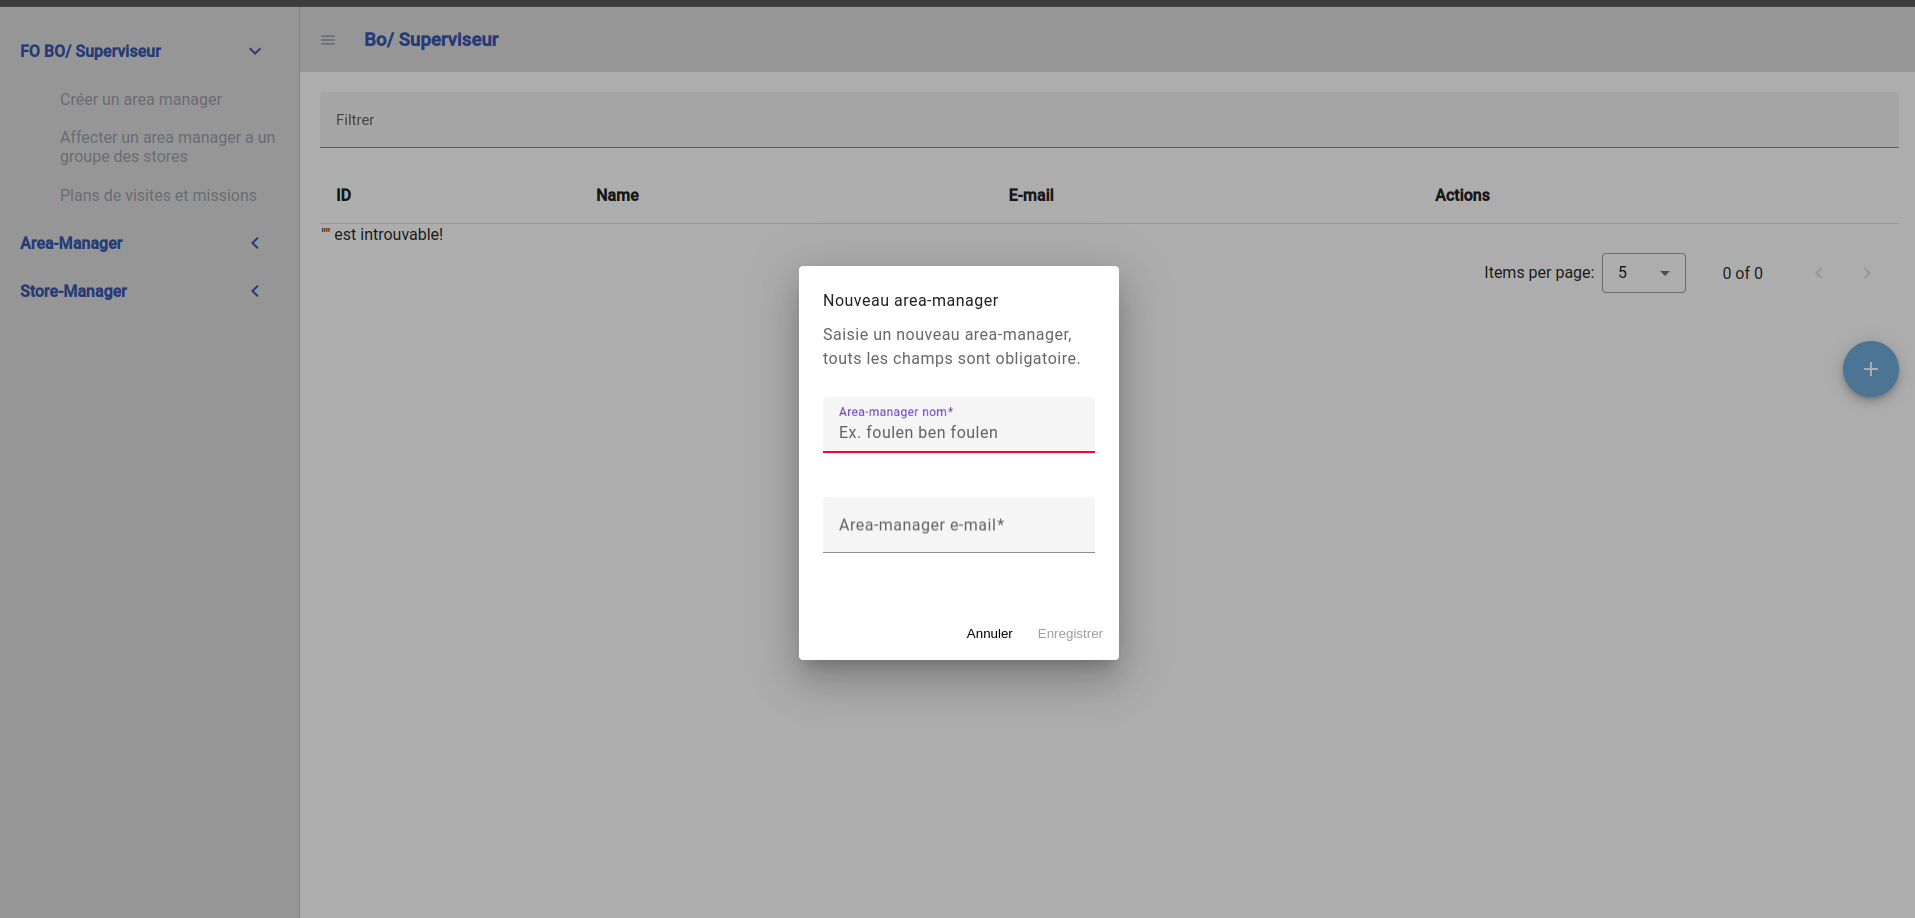 FO BO/ Superviseur
Créer un area manager
Affecter un area manager a un
groupe des stores
Plans de visites et missions
Area-Manager
Store-Manager
Bo/ Superviseur
Filtrer
ID Name E-mail Actions
"" est introuvable!
Items per page: 5 0 of 0
Nouveau area-manager
Saisie un nouveau area-manager,
touts les champs sont obligatoire.
Area-manager nom*
Ex. foulen ben foulen
Area-manager e-mail*
Annuler Enregistrer